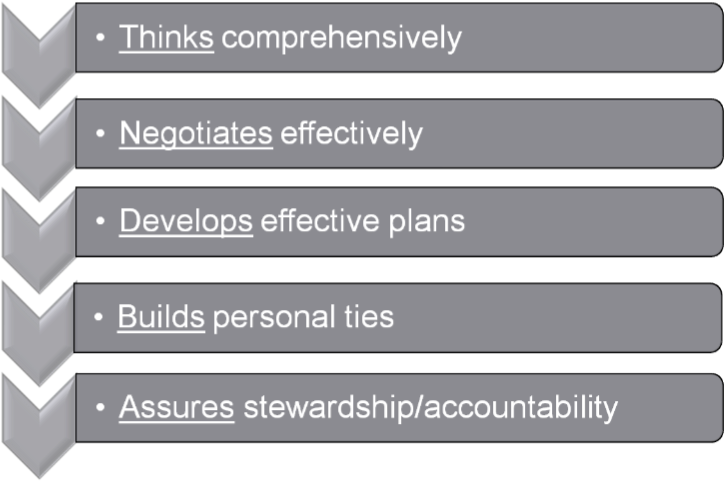 • Thinks comprehensively
• Negotiates effectively
• Develops effective plans
• Builds personal ties
• Assures stewardship/accountability